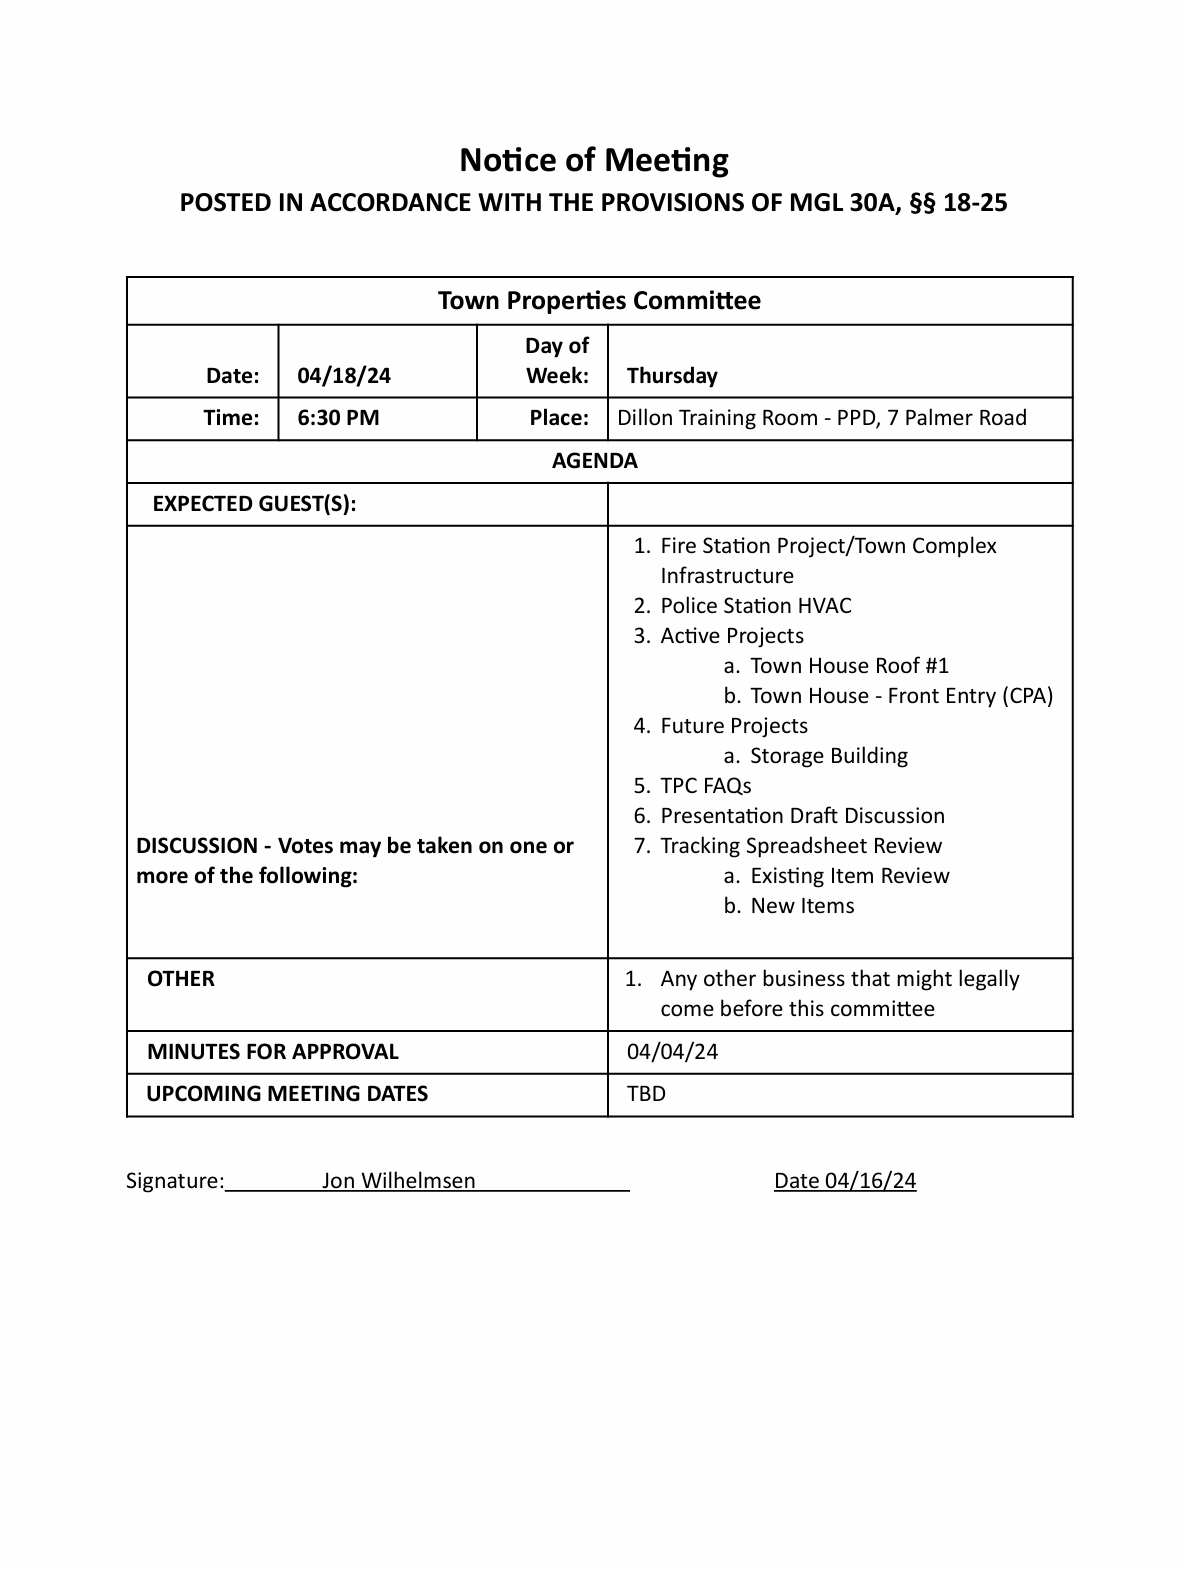 Notice of Meeting
POSTED IN ACCORDANCE WITH THE PROVISIONS OF MGL 30A, §§ 18-25
Town Properties Committee
Date:
04/18/24
Day of
Week:
Thursday
Time:
6:30 PM
Place:
Dillon Training Room - PPD, 7 Palmer Road
AGENDA
EXPECTED GUEST(S):
DISCUSSION - Votes may be taken on one or
more of the following:
1. Fire Station Project/Town Complex
Infrastructure
2. Police Station HVAC
3. Active Projects
a. Town House Roof #1
b. Town House - Front Entry (CPA)
4. Future Projects
a. Storage Building
5. TPC FAQs
6. Presentation Draft Discussion
7. Tracking Spreadsheet Review
a. Existing Item Review
b. New Items
OTHER
1. Any other business that might legally
come before this committee
MINUTES FOR APPROVAL
04/04/24
UPCOMING MEETING DATES
TBD
Signature: Jon Wilhelmsen
Date 04/16/24